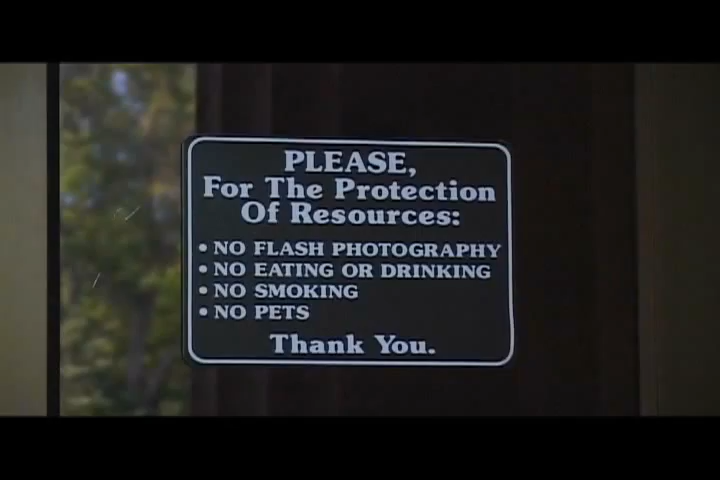 PLEASE,
For The Protection
Of Resources:
• NO FLASH PHOTOGRAPHY
• NO EATING OR DRINKING
• NO SMOKING
• NO PETS
Thank You.